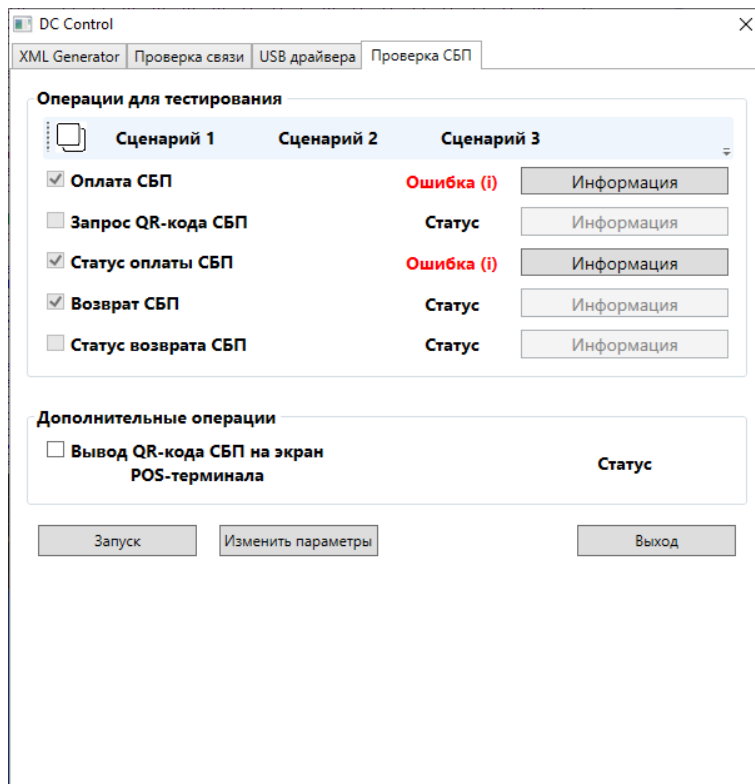 DC Control
XML Generator Проверка связи USB драйвера Проверка СБП
Операции для тестирования
Сценарий 1 Сценарий 2 Сценарий 3
Оплата СБП Ошибка (i) Информация
Запрос QR-кода СБП Статус Информация
Статус оплаты СБП Ошибка (i) Информация
Возврат СБП Статус Информация
Статус возврата СБП Статус Информация
Дополнительные операции
Вывод QR-кода СБП на экран
POS-терминала Статус
Запуск Изменить параметры Выход